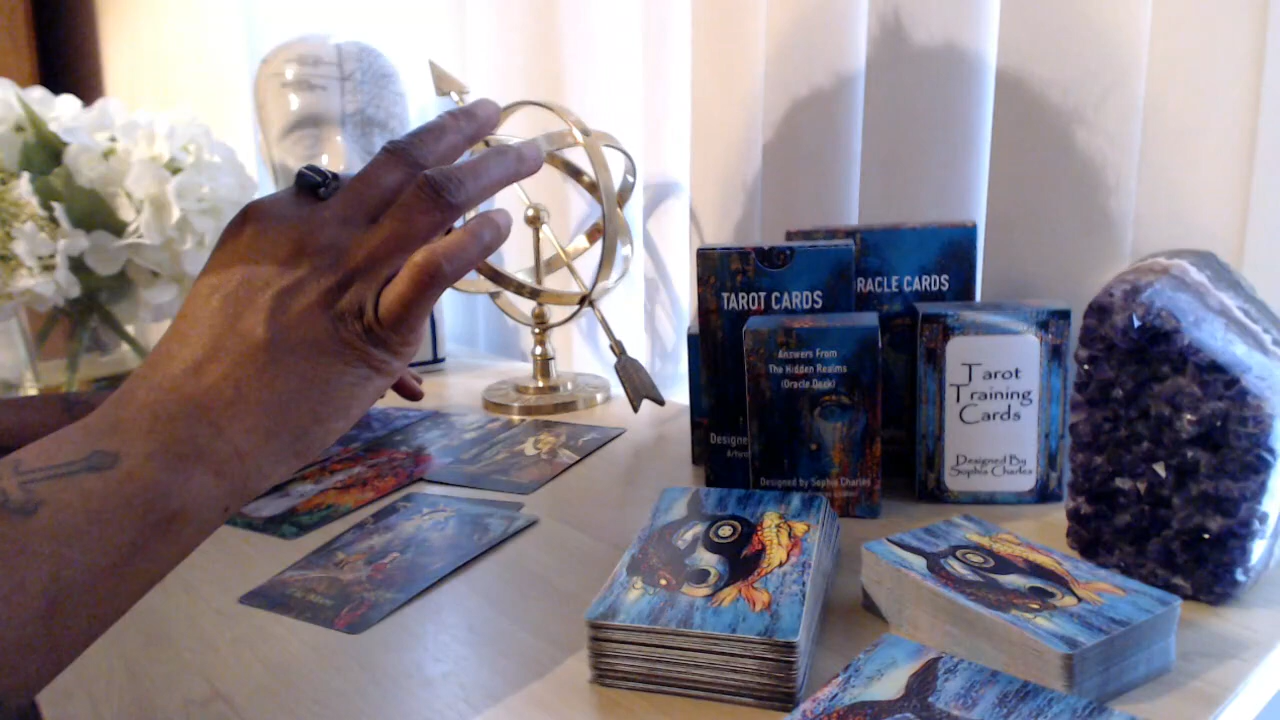 TAROT CARDS
RACLE CARDS
Answers From
The Hidden Realms
(Oracle Deck)
Designed by Sophia Charles
Designe
Tarot
Training
Cards
Designed By
Sophia Charles